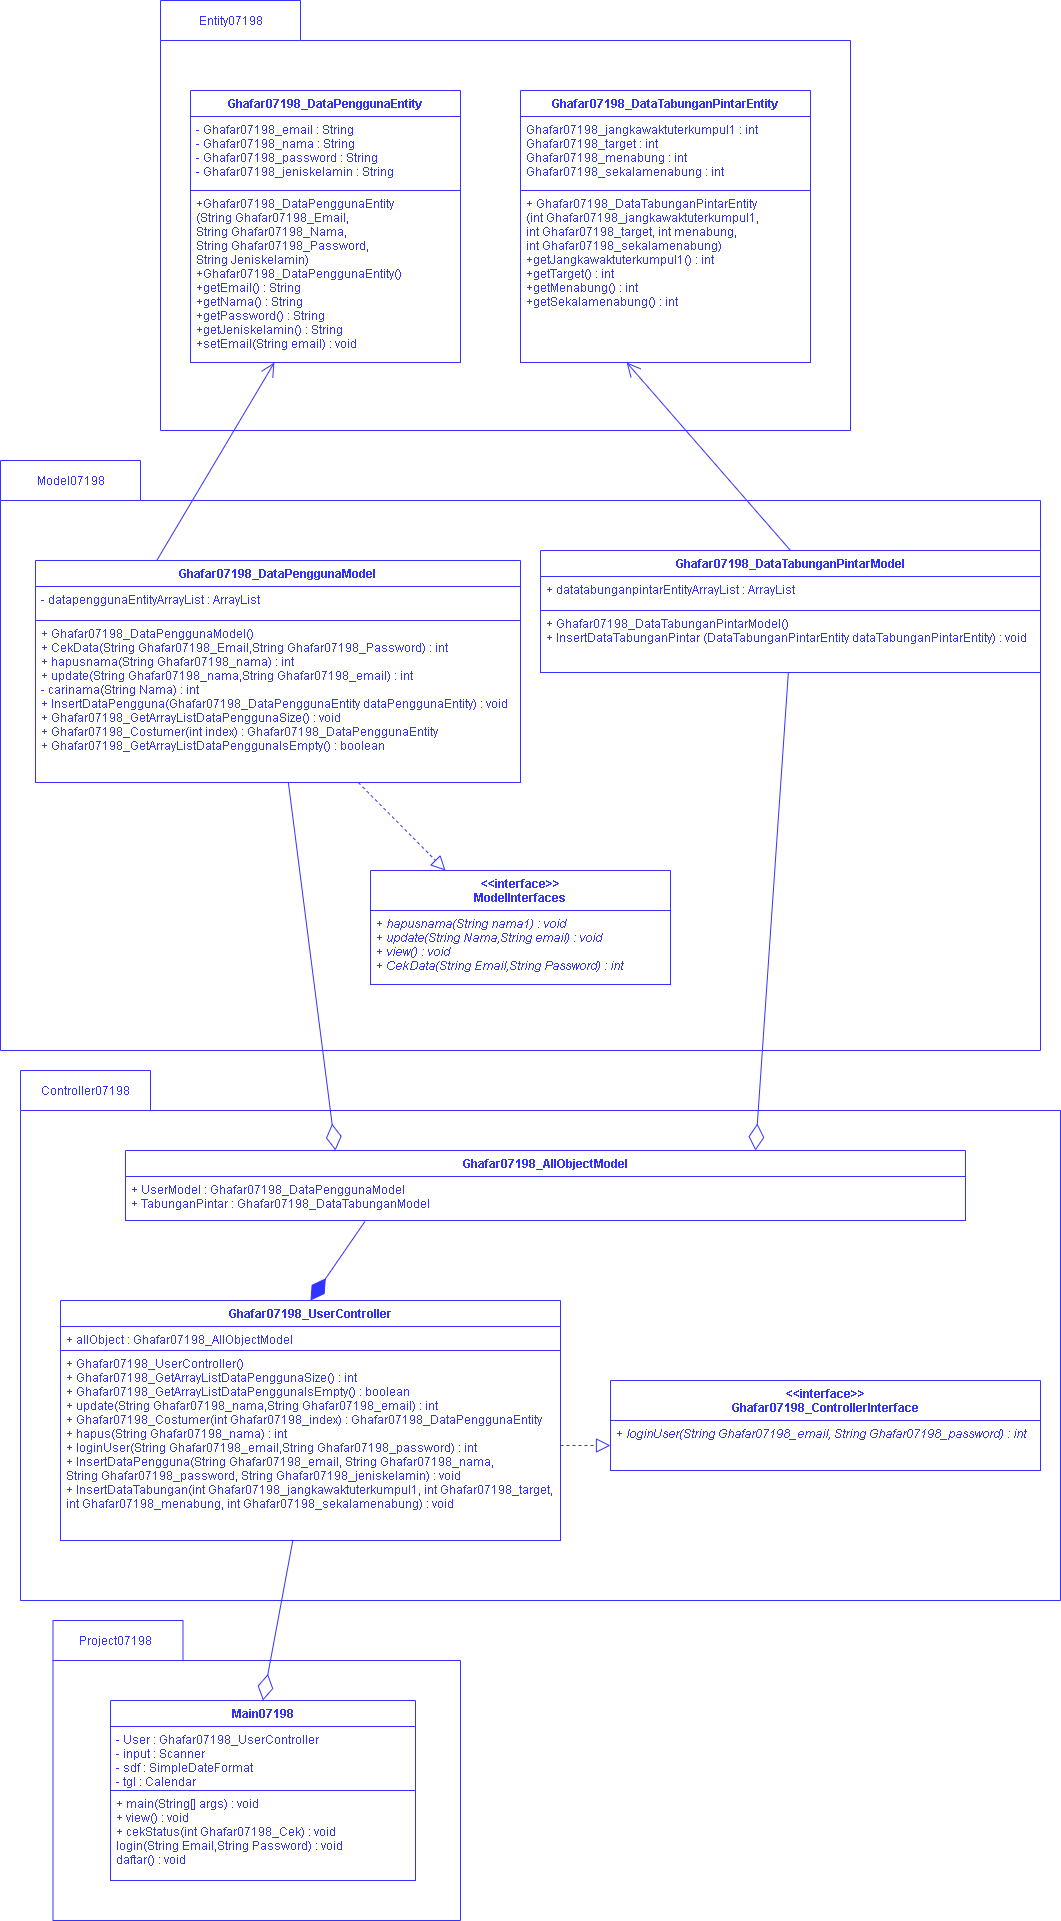 Entity07198
Ghafar07198_DataPenggunaEntity
- Ghafar07198_email : String
- Ghafar07198_nama : String
- Ghafar07198_password : String
- Ghafar07198_jeniskelamin : String
+Ghafar07198_DataPenggunaEntity
(String Ghafar07198_Email,
String Ghafar07198_Nama,
String Ghafar07198_Password,
String Jeniskelamin)
+Ghafar07198_DataPenggunaEntity()
+getEmail() : String
+getNama() : String
+getPassword() : String
+getJeniskelamin() : String
+setEmail(String email) : void
Ghafar07198_DataTabunganPintarEntity
Ghafar07198_jangkawaktuterkumpul1 : int
Ghafar07198_target : int
Ghafar07198_menabung : int
Ghafar07198_sekalamenabung : int
+ Ghafar07198_DataTabunganPintarEntity
(int Ghafar07198_jangkawaktuterkumpul1,
int Ghafar07198_target, int menabung,
int Ghafar07198_sekalamenabung)
+getJangkawaktuterkumpul1() : int
+getTarget() : int
+getMenabung() : int
+getSekalamenabung() : int
Model07198
Ghafar07198_DataPenggunaModel
- datapenggunaEntityArrayList : ArrayList
+ Ghafar07198_DataPenggunaModel()
+ CekData(String Ghafar07198_Email,String Ghafar07198_Password) : int
+ hapusnama(String Ghafar07198_nama) : int
+ update(String Ghafar07198_nama,String Ghafar07198_email) : int
- carinama(String Nama) : int
+ InsertDataPengguna(Ghafar07198_DataPenggunaEntity dataPenggunaEntity) : void
+ Ghafar07198_GetArrayListDataPenggunaSize() : void
+ Ghafar07198_Costumer(int index) : Ghafar07198_DataPenggunaEntity
+ Ghafar07198_GetArrayListDataPenggunaIsEmpty() : boolean
Ghafar07198_DataTabunganPintarModel
+ datatabunganpintarEntityArrayList : ArrayList
+ Ghafar07198_DataTabunganPintarModel()
+ InsertDataTabunganPintar (DataTabunganPintarEntity dataTabunganPintarEntity) : void
<<interface>>
ModelInterfaces
+ hapusnama(String nama1) : void
+ update(String Nama,String email) : void
+ view() : void
+ CekData(String Email,String Password) : int
Controller07198
Ghafar07198_AllObjectModel
+ UserModel : Ghafar07198_DataPenggunaModel
+ TabunganPintar : Ghafar07198_DataTabunganModel
Ghafar07198_UserController
+ allObject : Ghafar07198_AllObjectModel
+ Ghafar07198_UserController()
+ Ghafar07198_GetArrayListDataPenggunaSize() : int
+ Ghafar07198_GetArrayListDataPenggunaIsEmpty() : boolean
+ update(String Ghafar07198_nama,String Ghafar07198_email) : int
+ Ghafar07198_Costumer(int Ghafar07198_index) : Ghafar07198_DataPenggunaEntity
+ hapus(String Ghafar07198_nama) : int
+ loginUser(String Ghafar07198_email,String Ghafar07198_password) : int
+ InsertDataPengguna(String Ghafar07198_email, String Ghafar07198_nama,
String Ghafar07198_password, String Ghafar07198_jeniskelamin) : void
+ InsertDataTabungan(int Ghafar07198_jangkawaktuterkumpul1, int Ghafar07198_target,
int Ghafar07198_menabung, int Ghafar07198_sekalamenabung) : void
<<interface>>
Ghafar07198_ControllerInterface
+ loginUser(String Ghafar07198_email, String Ghafar07198_password) : int
Project07198
Main07198
- User : Ghafar07198_UserController
- input : Scanner
- sdf : SimpleDateFormat
- tgl : Calendar
+ main(String[] args) : void
+ view() : void
+ cekStatus(int Ghafar07198_Cek) : void
login(String Email,String Password) : void
daftar() : void